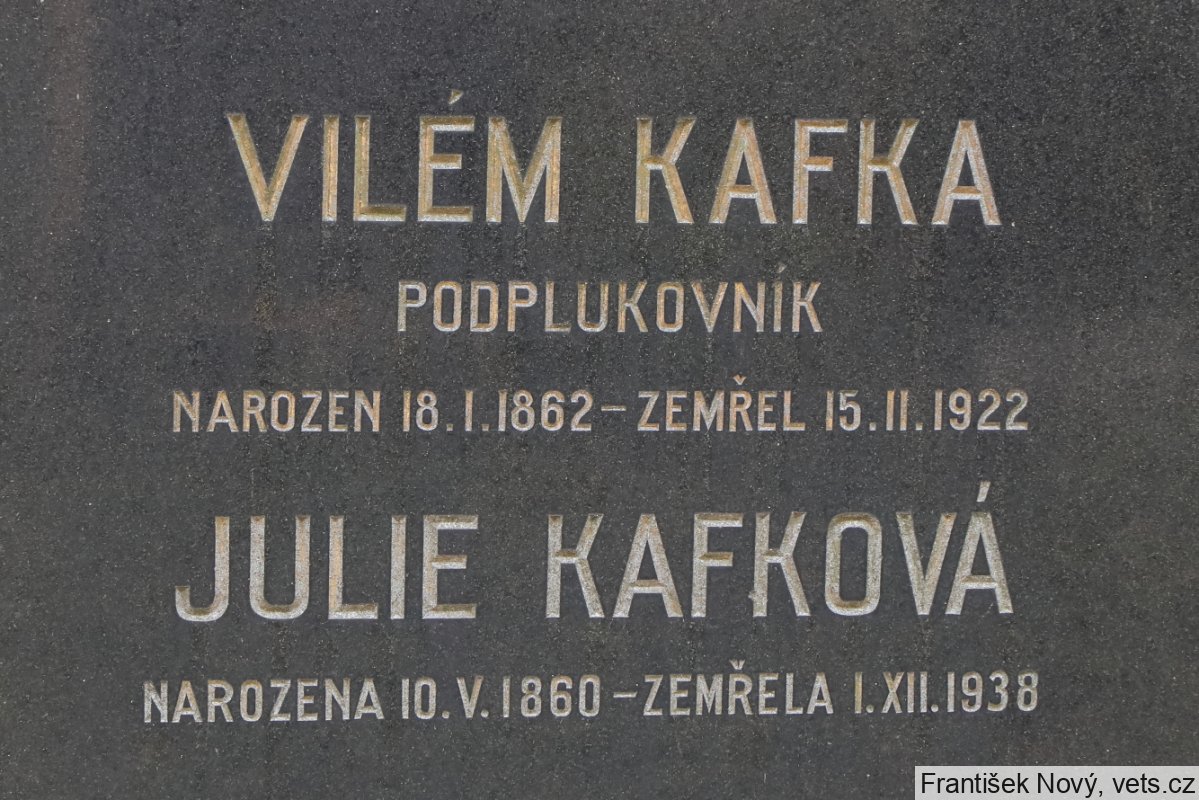 VILÉM KAFKA
PODPLUKOVNÍK
NAROZEN 18.I.1862-ZEMŘEL 15.II.1922
JULIE KAFKOVÁ
NAROZENA 10.V.1860-ZEMŘELA 1.XII.1938
František Nový, vets.cz